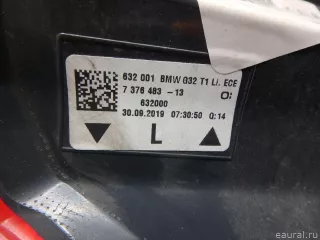 632 001 BMW G32 T1 Li. ECE
7 376 483 -13
632000
30.09.2019 07:30:50 Q:14
L
eaural.ru